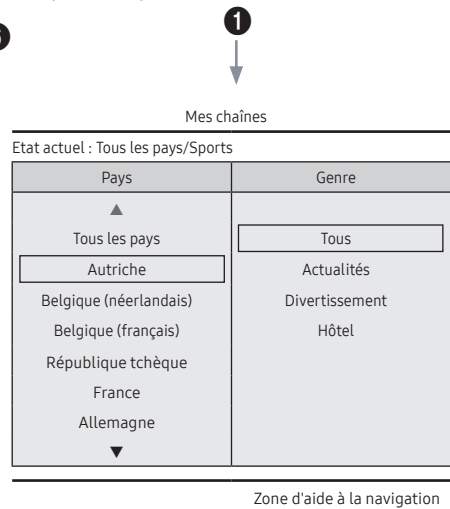 ❶
Mes chaînes
Etat actuel : Tous les pays/Sports
Pays Genre
▲
Tous les pays Tous
Autriche Actualités
Belgique (néerlandais) Divertissement
Belgique (français) Hôtel
République tchèque
France
Allemagne
▼
Zone d'aide à la navigation